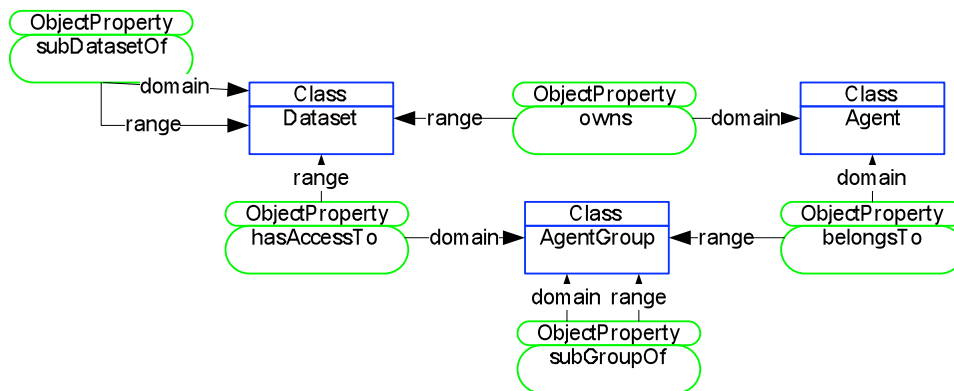 ObjectProperty
subDatasetOf
domain
range
Class
Dataset
range
ObjectProperty
owns
domain
Class
Agent
range
domain
ObjectProperty
hasAccessTo
domain
Class
AgentGroup
range
ObjectProperty
belongsTo
domain
range
ObjectProperty
subGroupOf